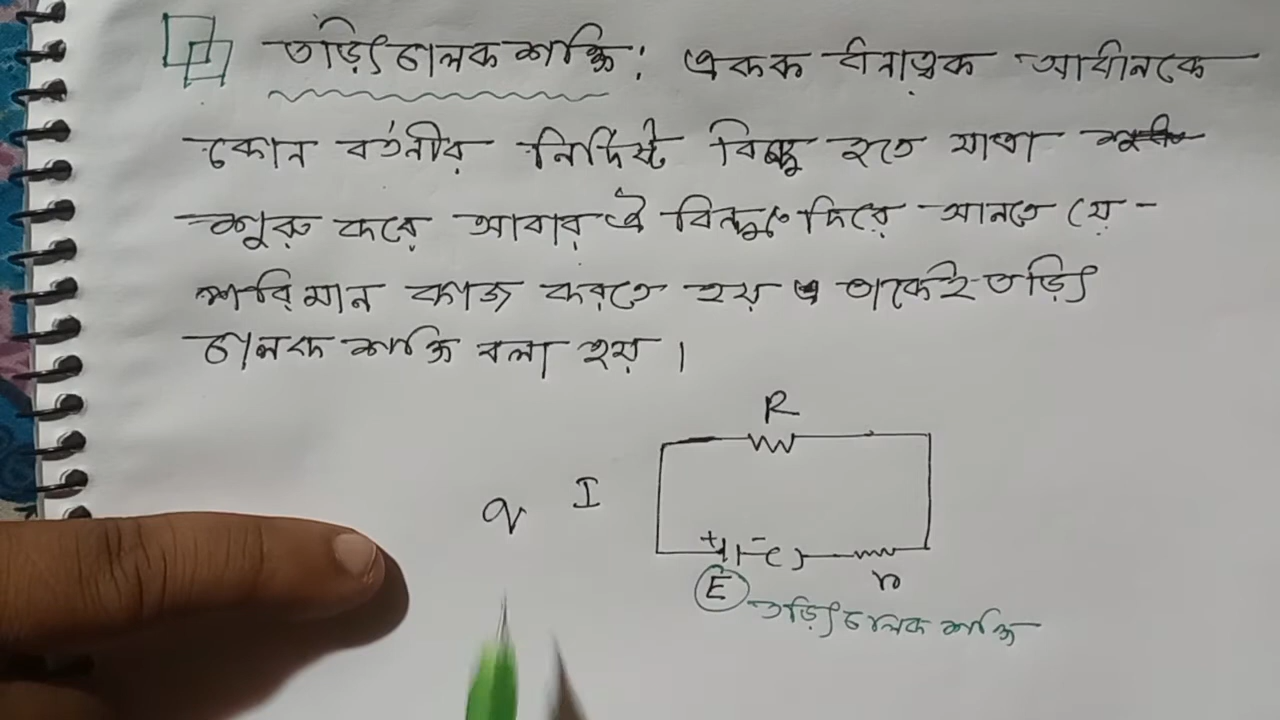 তড়িৎচালক শক্তি : একক ধনাত্বক আধানকে
কোন বর্তনীর নির্দিষ্ট বিন্দু হতে যাত্রা
শুরু করে আবার ঐ বিন্দুতে ফিরে আনতে যে -
পরিমান কাজ করতে হয় তাকেই তড়িৎ
চালক শক্তি বলা হয় ।
R
q I
+ -
E r
তড়িৎচালক শক্তি